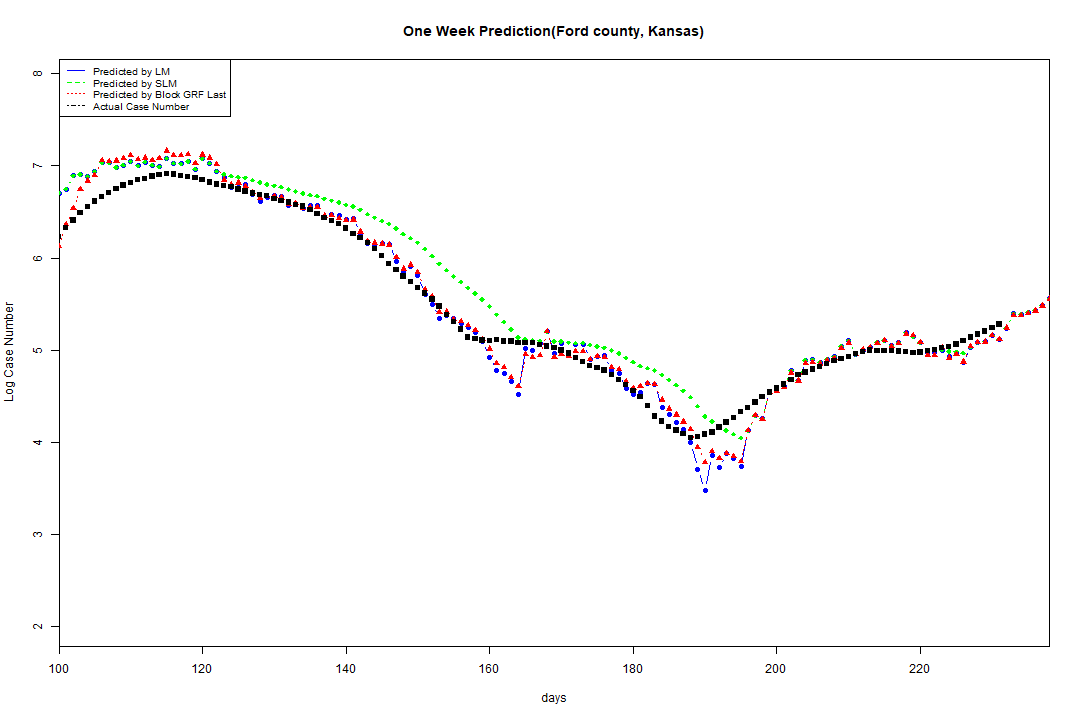 One Week Prediction(Ford county, Kansas)
Predicted by LM
Predicted by SLM
Predicted by Block GRF Last
Actual Case Number
8
7
6
5
4
3
2
Log Case Number
100 120 140 160 180 200 220
days